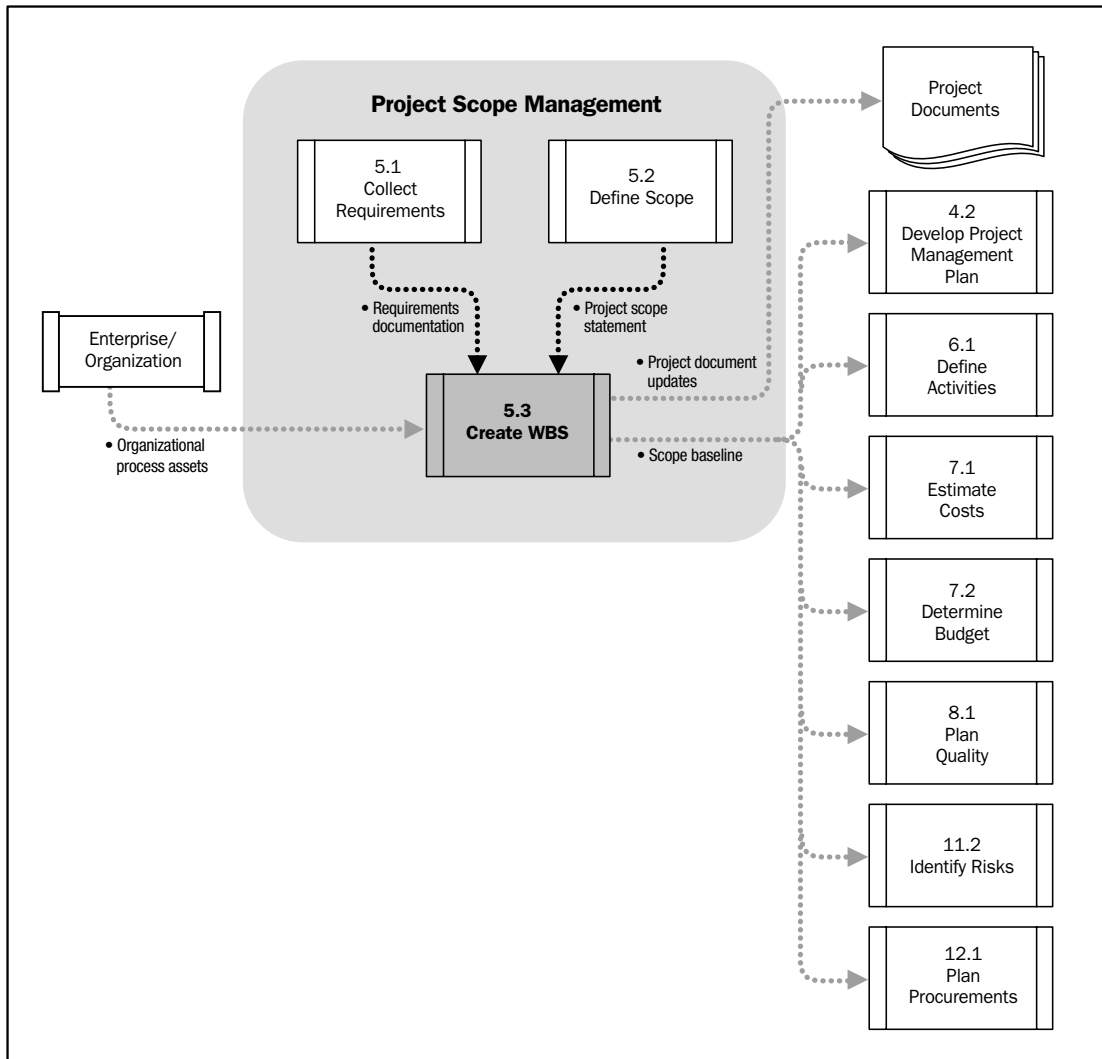 Project Scope Management
5.1
Collect
Requirements
5.2
Define Scope
• Requirements
documentation
• Project scope
statement
Enterprise/
Organization
• Organizational
process assets
5.3
Create WBS
• Project document
updates
• Scope baseline
Project
Documents
4.2
Develop Project
Management
Plan
6.1
Define
Activities
7.1
Estimate
Costs
7.2
Determine
Budget
8.1
Plan
Quality
11.2
Identify Risks
12.1
Plan
Procurements